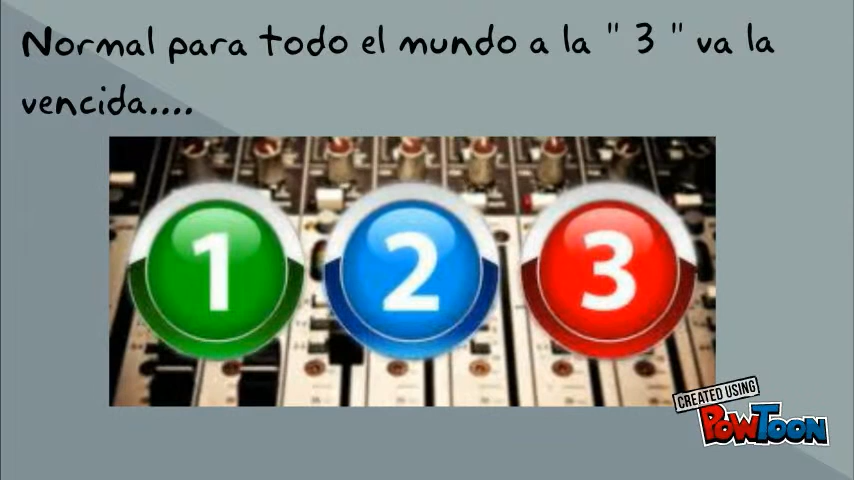 Normal para todo el mundo a la " 3 " va la
vencida....
1 2 3
CREATED USING
POWTOON